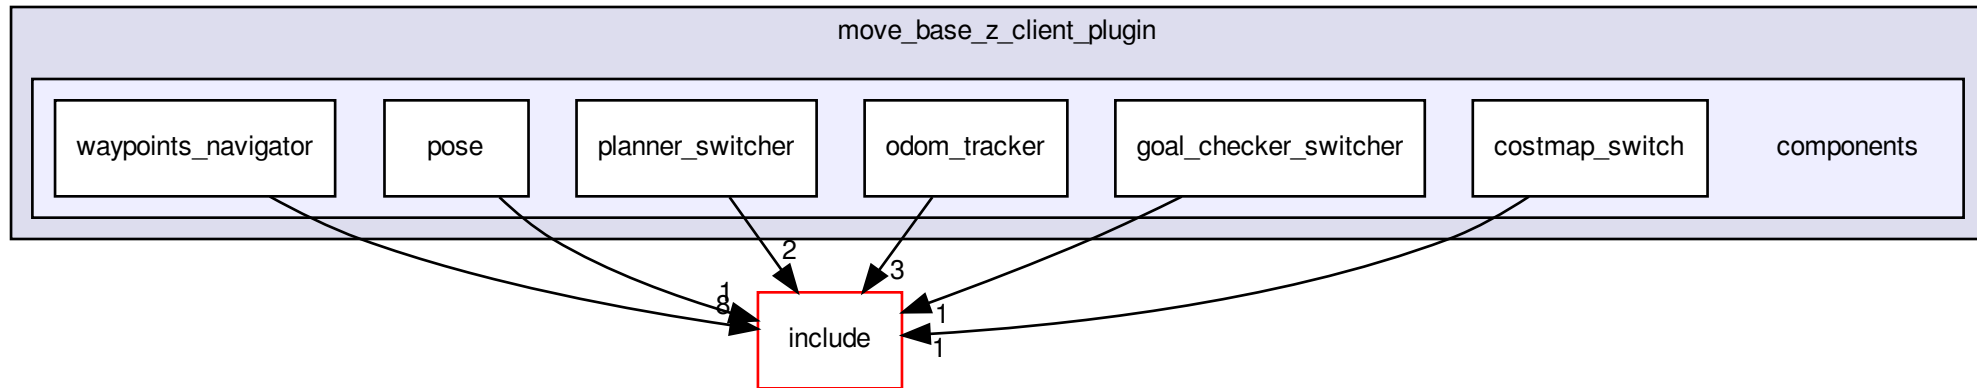 move_base_z_client_plugin
waypoints_navigator
pose
planner_switcher
odom_tracker
goal_checker_switcher
costmap_switch
components
2
3
1
8
1
1
include